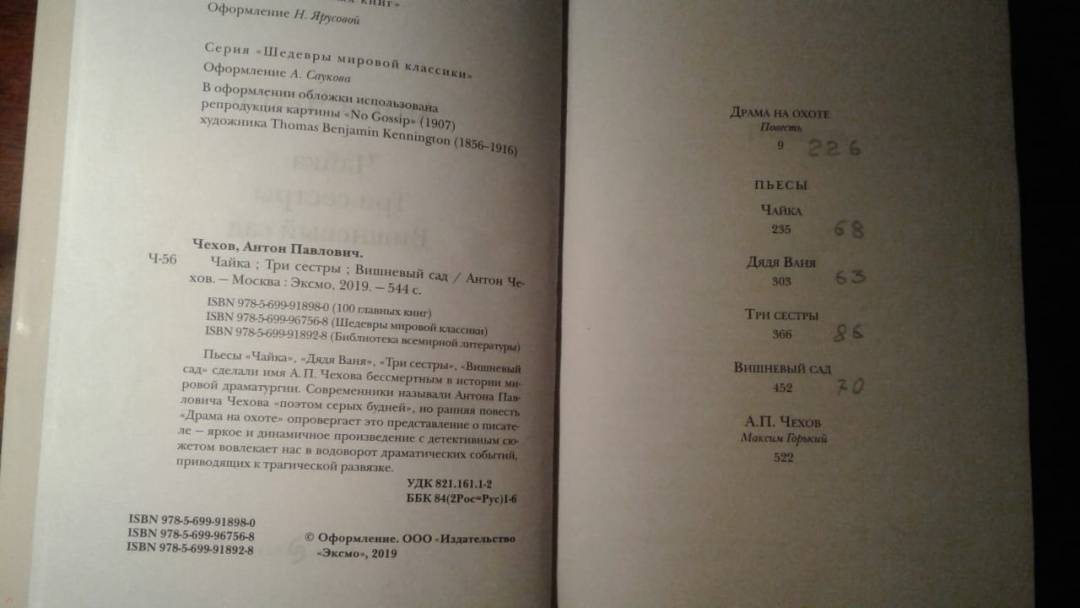 книг»
Оформление Н. Ярусовой
Серия «Шедевры мировой классики»
Оформление А. Саукова
В оформлении обложки использована
репродукция картины «No Gossip» (1907)
художника Thomas Benjamin Kennington (1856–1916)
Чехов, Антон Павлович.
Ч-56 Чайка ; Три сестры ; Вишневый сад / Антон Че-
хов. — Москва : Эксмо, 2019. — 544 с.
ISBN 978-5-699-91898-0 (100 главных книг)
ISBN 978-5-699-96756-8 (Шедевры мировой классики)
ISBN 978-5-699-91892-8 (Библиотека всемирной литературы)
Пьесы «Чайка», «Дядя Ваня», «Три сестры», «Вишневый
сад» сделали имя А.П. Чехова бессмертным в истории ми-
ровой драматургии. Современники называли Антона Пав-
ловича Чехова «поэтом серых будней», но ранняя повесть
«Драма на охоте» опровергает это представление о писате-
ле – яркое и динамичное произведение с детективным сю-
жетом вовлекает нас в водоворот драматических событий,
приводящих к трагической развязке.
УДК 821.161.1-2
ББК 84(2Рос=Рус)1-6
ISBN 978-5-699-91898-0
ISBN 978-5-699-96756-8
ISBN 978-5-699-91892-8
© Оформление. ООО «Издательство
«Эксмо», 2019
Драма на охоте
Повесть
9 226
ПЬЕСЫ
Чайка
235 68
Дядя Ваня
303 63
Три сестры
366 86
Вишневый сад
452 70
А.П. Чехов
Максим Горький
522